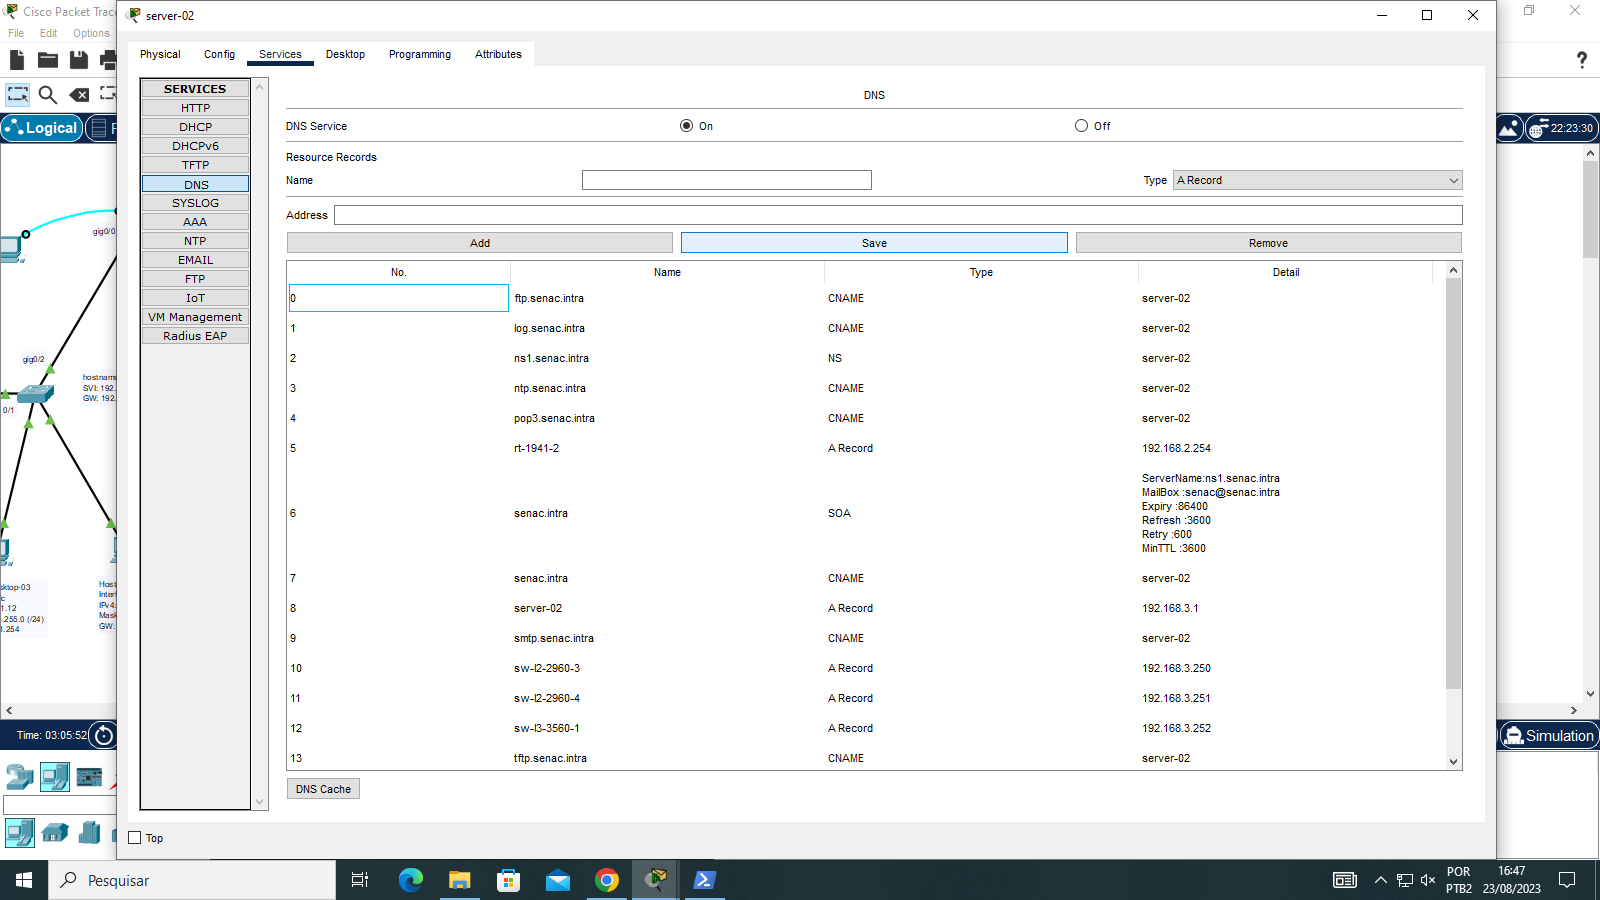 Cisco Packet Trac
server-02
File Edit Options
Physical Config Services Desktop Programming Attributes
SERVICES
HTTP
DHCP
DHCPv6
TFTP
DNS
SYSLOG
AAA
NTP
EMAIL
FTP
IoT
VM Management
Radius EAP
DNS
DNS Service On Off
Resource Records
Name Type A Record
Address
Add Save Remove
No. Name Type Detail
0 ftp.senac.intra CNAME server-02
1 log.senac.intra CNAME server-02
2 ns1.senac.intra NS server-02
3 ntp.senac.intra CNAME server-02
4 pop3.senac.intra CNAME server-02
5 rt-1941-2 A Record 192.168.2.254
6 senac.intra SOA
ServerName:ns1.senac.intra
MailBox :senac@senac.intra
Expiry :86400
Refresh :3600
Retry :600
MinTTL :3600
7 senac.intra CNAME server-02
8 server-02 A Record 192.168.3.1
9 smtp.senac.intra CNAME server-02
10 sw-l2-2960-3 A Record 192.168.3.250
11 sw-l2-2960-4 A Record 192.168.3.251
12 sw-l3-3560-1 A Record 192.168.3.252
13 tftp.senac.intra CNAME server-02
DNS Cache
Top
?
Logical
22:23:30
gig0/0
gig0/2
hostname
SVI: 192.
GW: 192.
0/1
sktop-03
c
1.12
.255.0 (/24)
.254
Host
Interf
IPv4:
Mask
GW:
Time: 03:05:52
Simulation
Pesquisar
POR
PTB2
16:47
23/08/2023